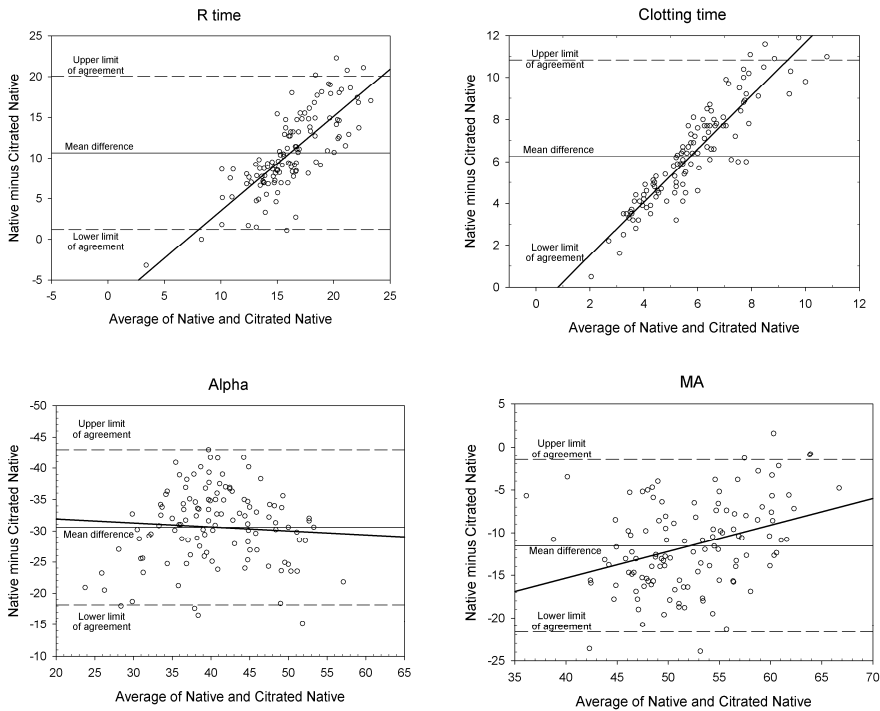 R time
Native minus Citrated Native
25
20
15
10
5
0
-5
Upper limit
of agreement
Mean difference
Lower limit
of agreement
-5 0 5 10 15 20 25
Average of Native and Citrated Native
Clotting time
Native minus Citrated Native
12
10
8
6
4
2
0
Upper limit
of agreement
Mean difference
Lower limit
of agreement
0 2 4 6 8 10 12
Average of Native and Citrated Native
Alpha
Native minus Citrated Native
-50
-45
-40
-35
-30
-25
-20
-15
-10
Upper limit
of agreement
Mean difference
Lower limit
of agreement
20 25 30 35 40 45 50 55 60 65
Average of Native and Citrated Native
MA
Native minus Citrated Native
5
0
-5
-10
-15
-20
-25
Upper limit
of agreement
Mean difference
Lower limit
of agreement
35 40 45 50 55 60 65 70
Average of Native and Citrated Native